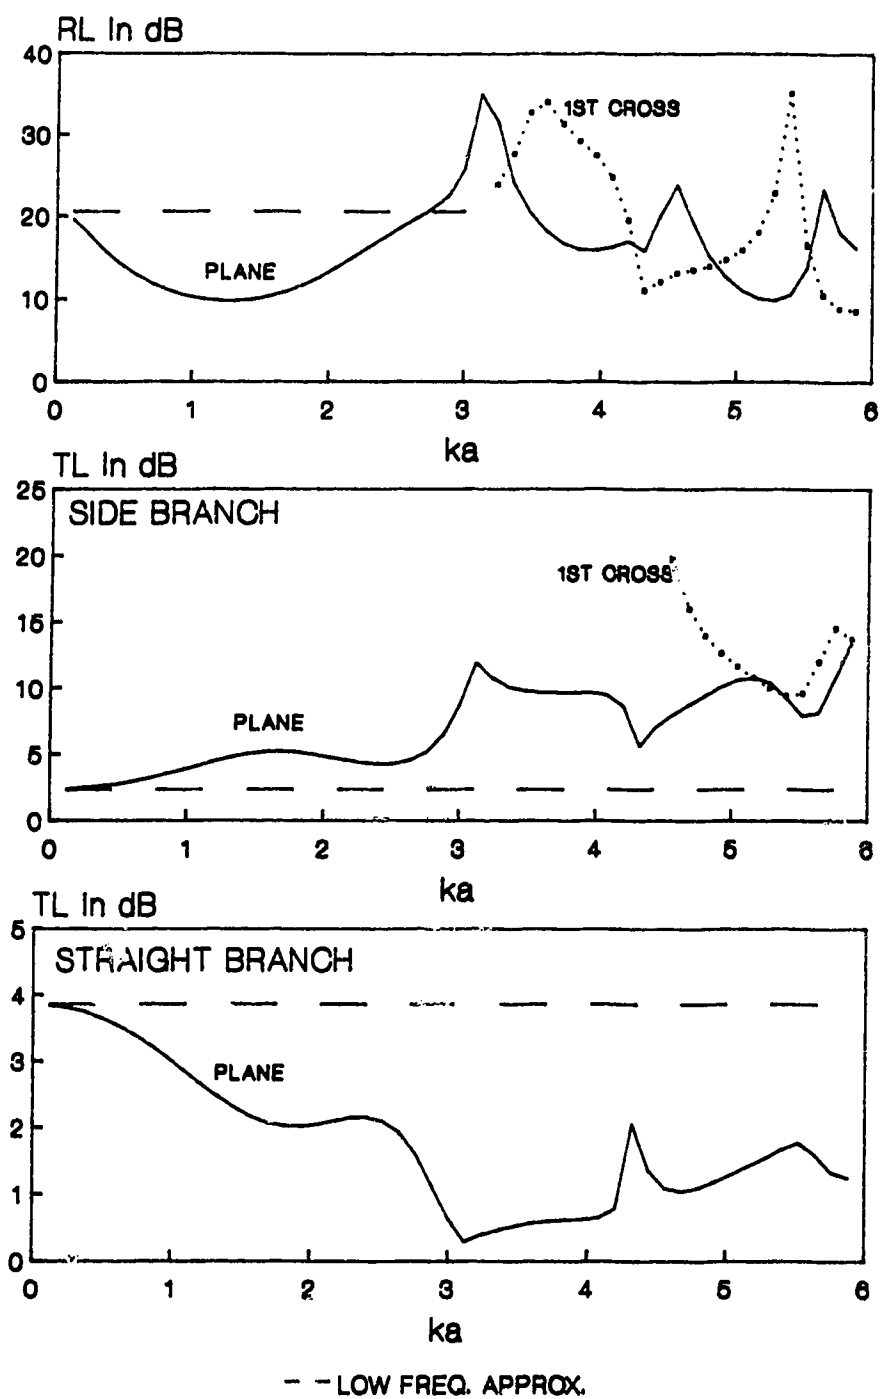 RL in dB
40
30
20
10
0
1ST CROSS
PLANE
0 1 2 3 4 5 6
ka
TL in dB
25
20
15
10
5
0
SIDE BRANCH
1ST CROSS
PLANE
0 1 2 3 4 5 6
ka
TL in dB
5
4
3
2
1
0
STRAIGHT BRANCH
PLANE
0 1 2 3 4 5 6
ka
– – LOW FREQ. APPROX.